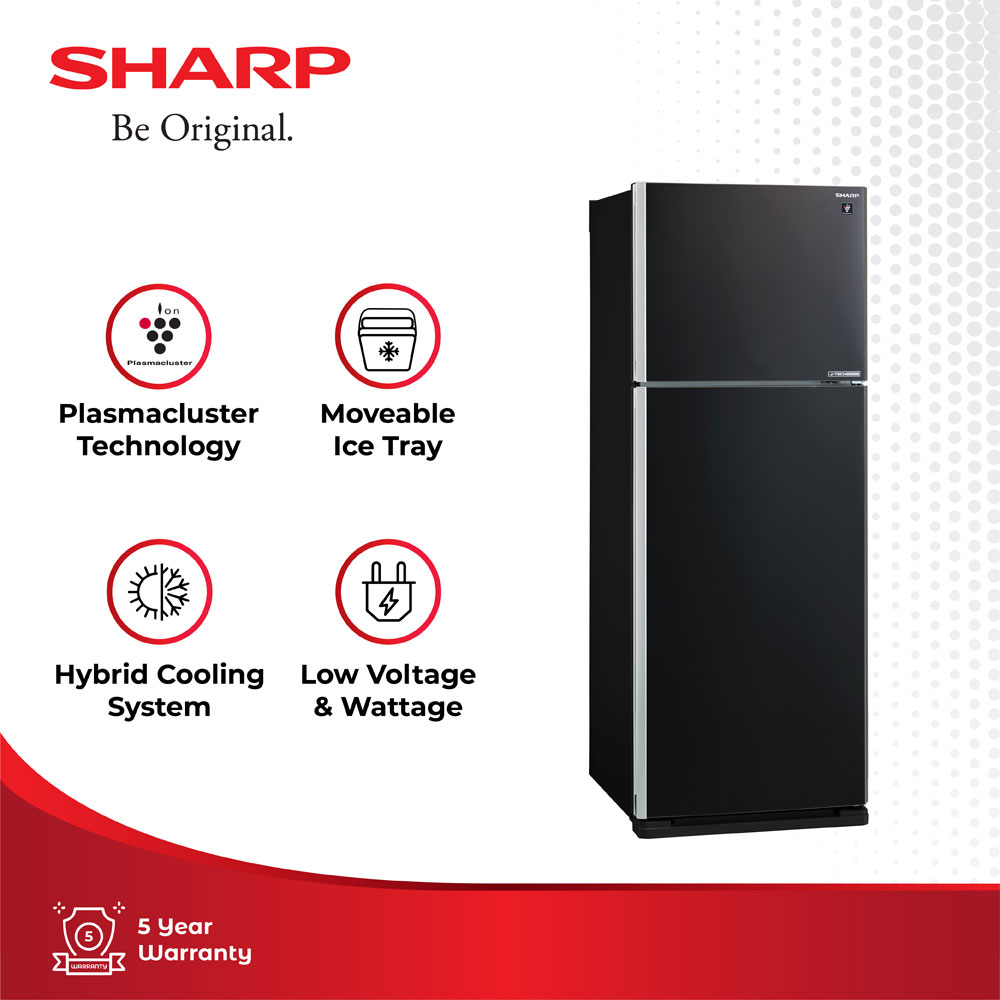 SHARP
Be Original.
SHARP
Ion
Plasmacluster
Plasmacluster
Technology
Moveable
Ice Tray
J-TECH
Hybrid Cooling
System
Low Voltage
& Wattage
5
WARRANTY
5 Year
Warranty